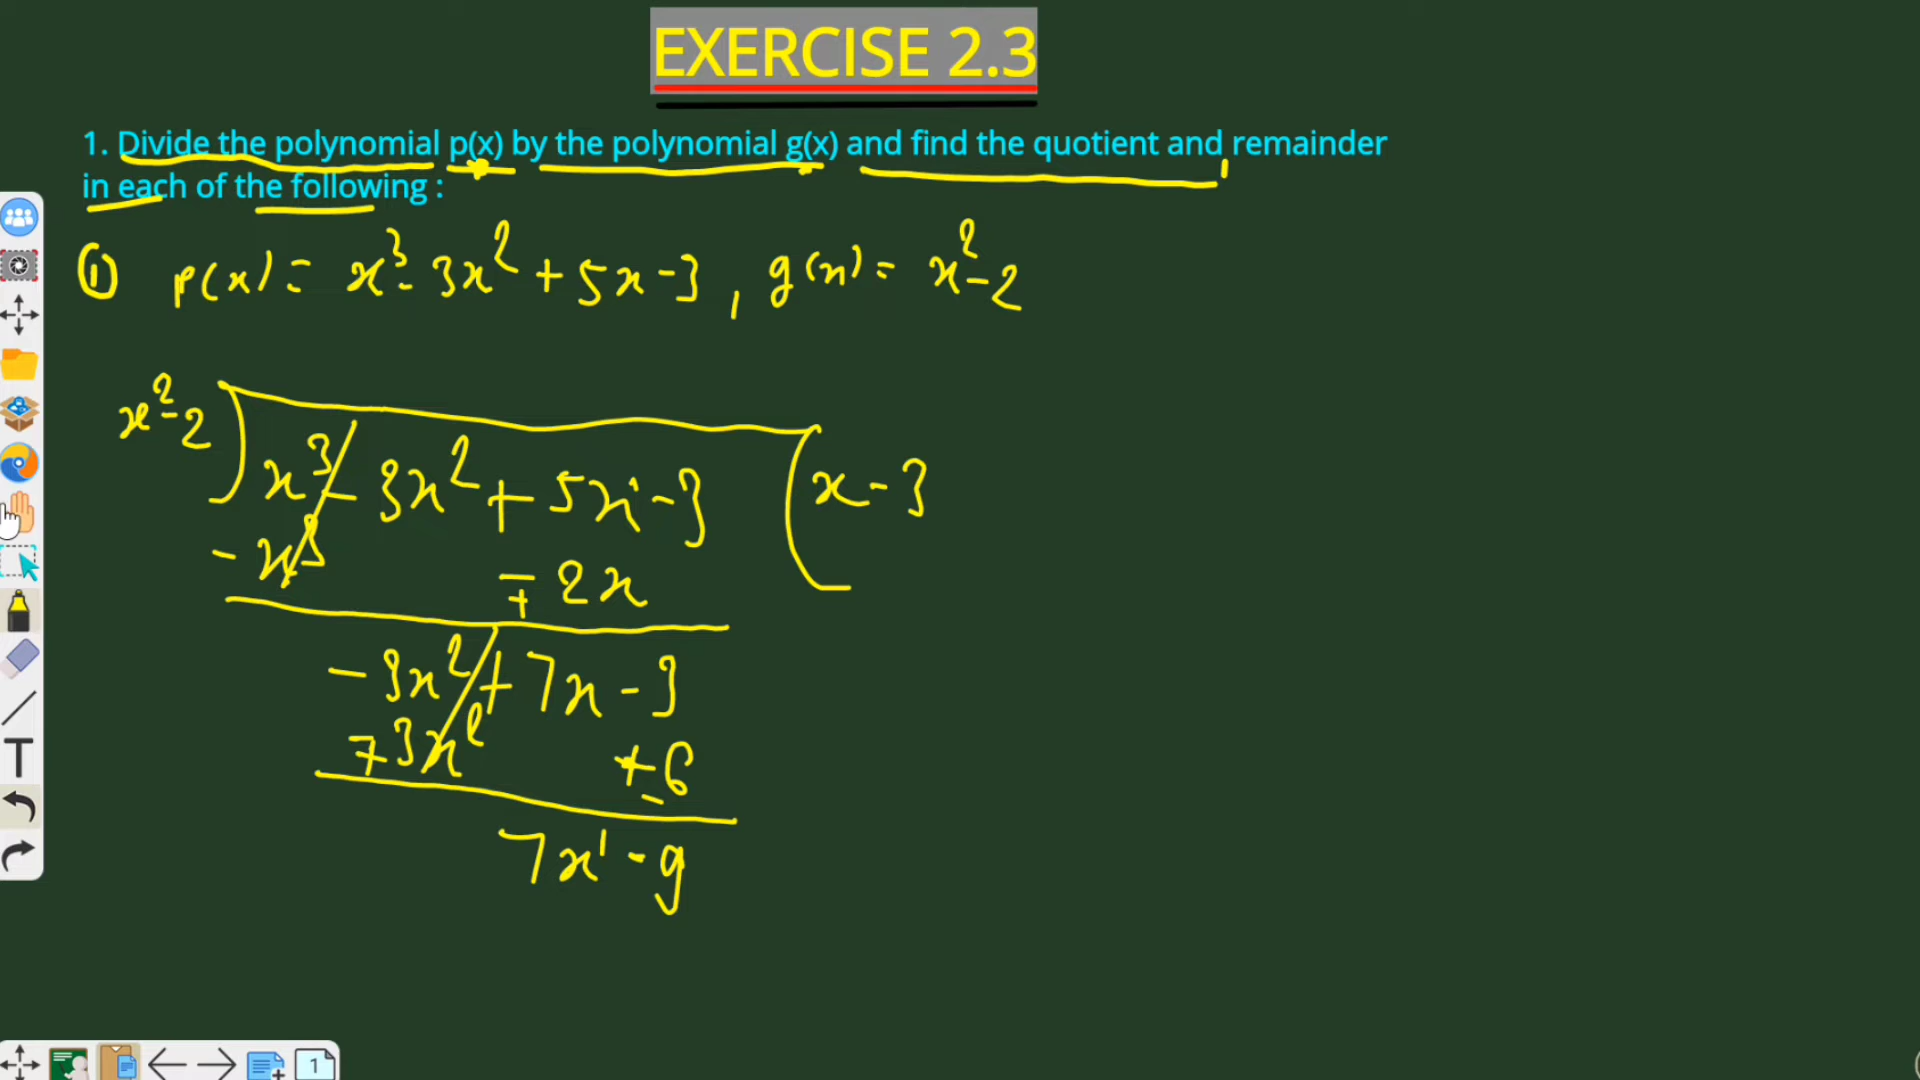 EXERCISE 2.3
1. Divide the polynomial p(x) by the polynomial g(x) and find the quotient and remainder
in each of the following :
(1) p(x) = x³ - 3x² + 5x - 3, g(x) = x² - 2
x² - 2 ) x³ - 3x² + 5x - 3 ( x - 3
- x³ - 2x
+
- 3x² + 7x - 3
- 3x² + 6
+ -
7x¹ - 9
T
1